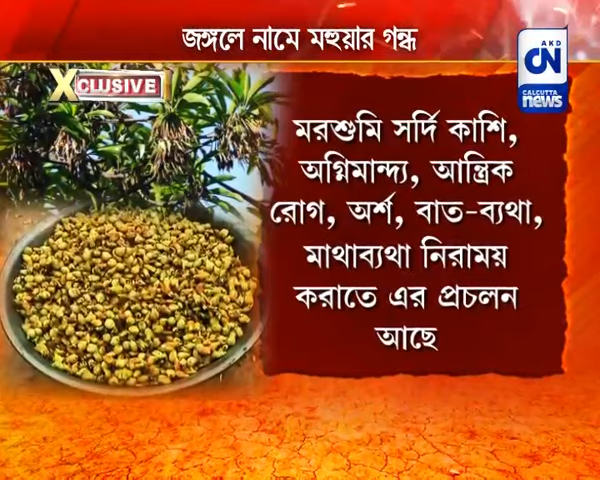 জঙ্গলে নামে মহুয়ার গন্ধ
XCLUSIVE
AKD
CN
CALCUTTA
news
মরশুমি সর্দি কাশি,
অগ্নিমান্দ্য, আন্ত্রিক
রোগ, অর্শ, বাত-ব্যথা,
মাথাব্যথা নিরাময়
করাতে এর প্রচলন
আছে